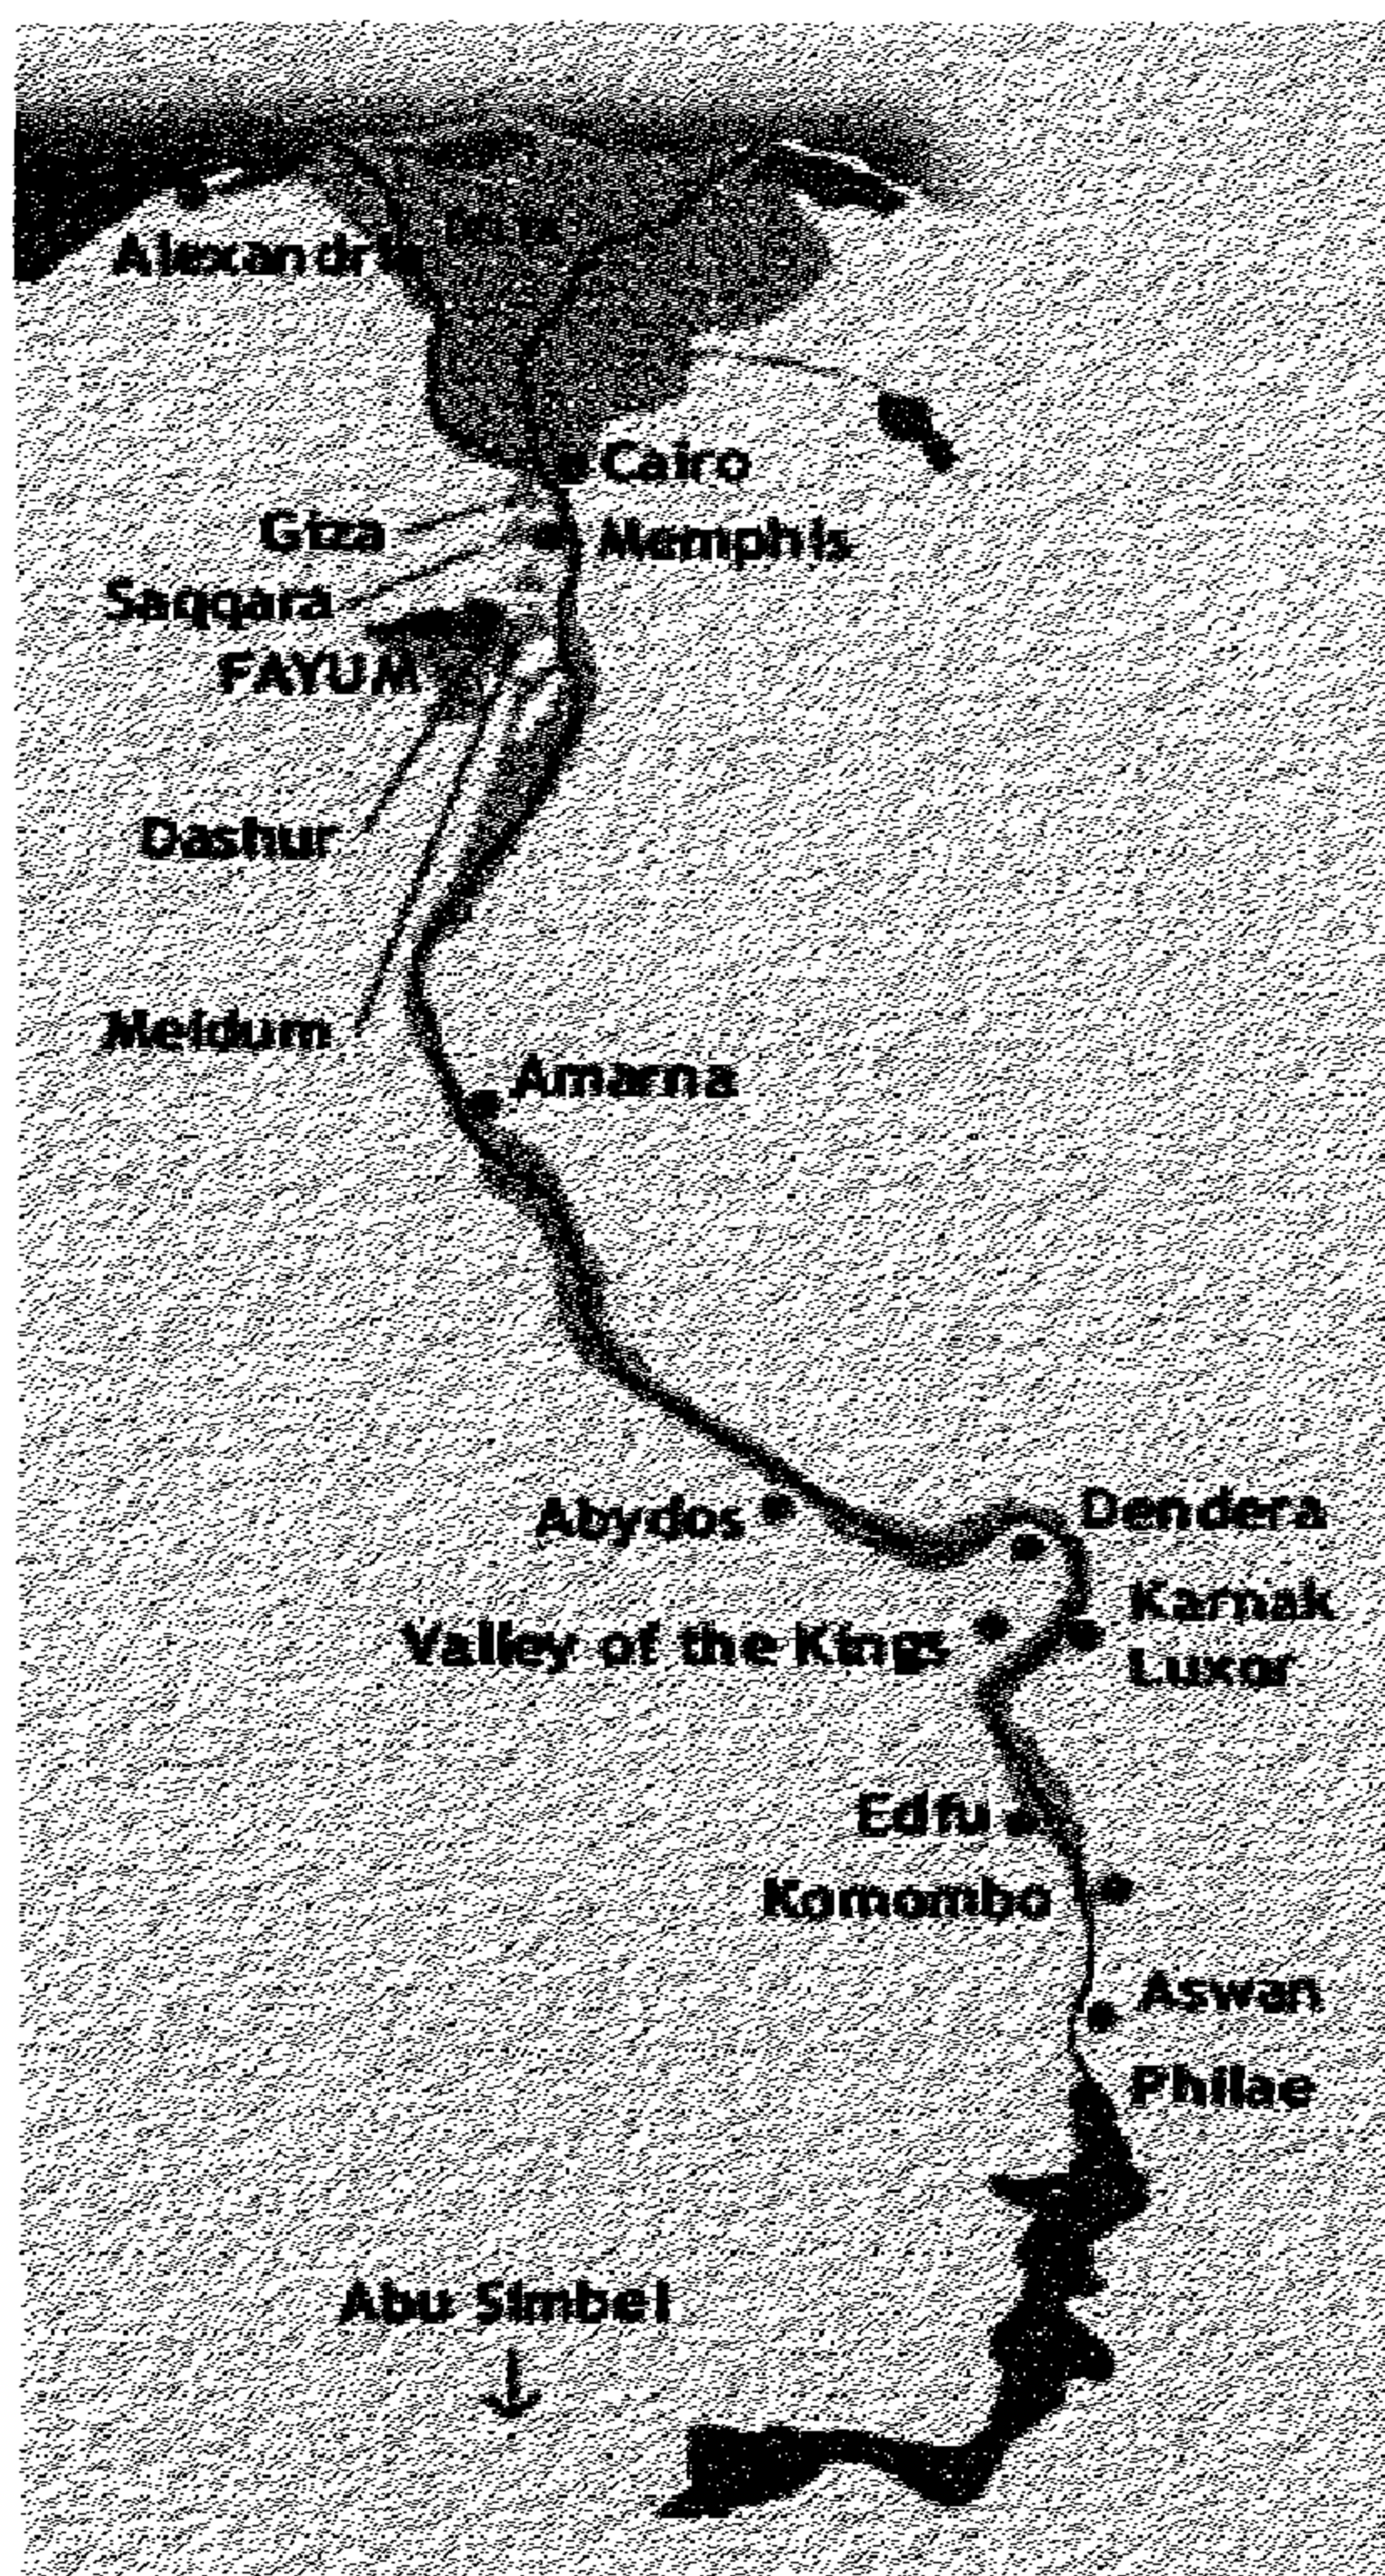 Delta
Alexandria
Cairo
Giza
Memphis
Saqqara
FAYUM
Dashur
Meidum
Amarna
Abydos
Dendera
Karnak
Valley of the Kings
Luxor
Edfu
Komombo
Aswan
Philae
Abu Simbel